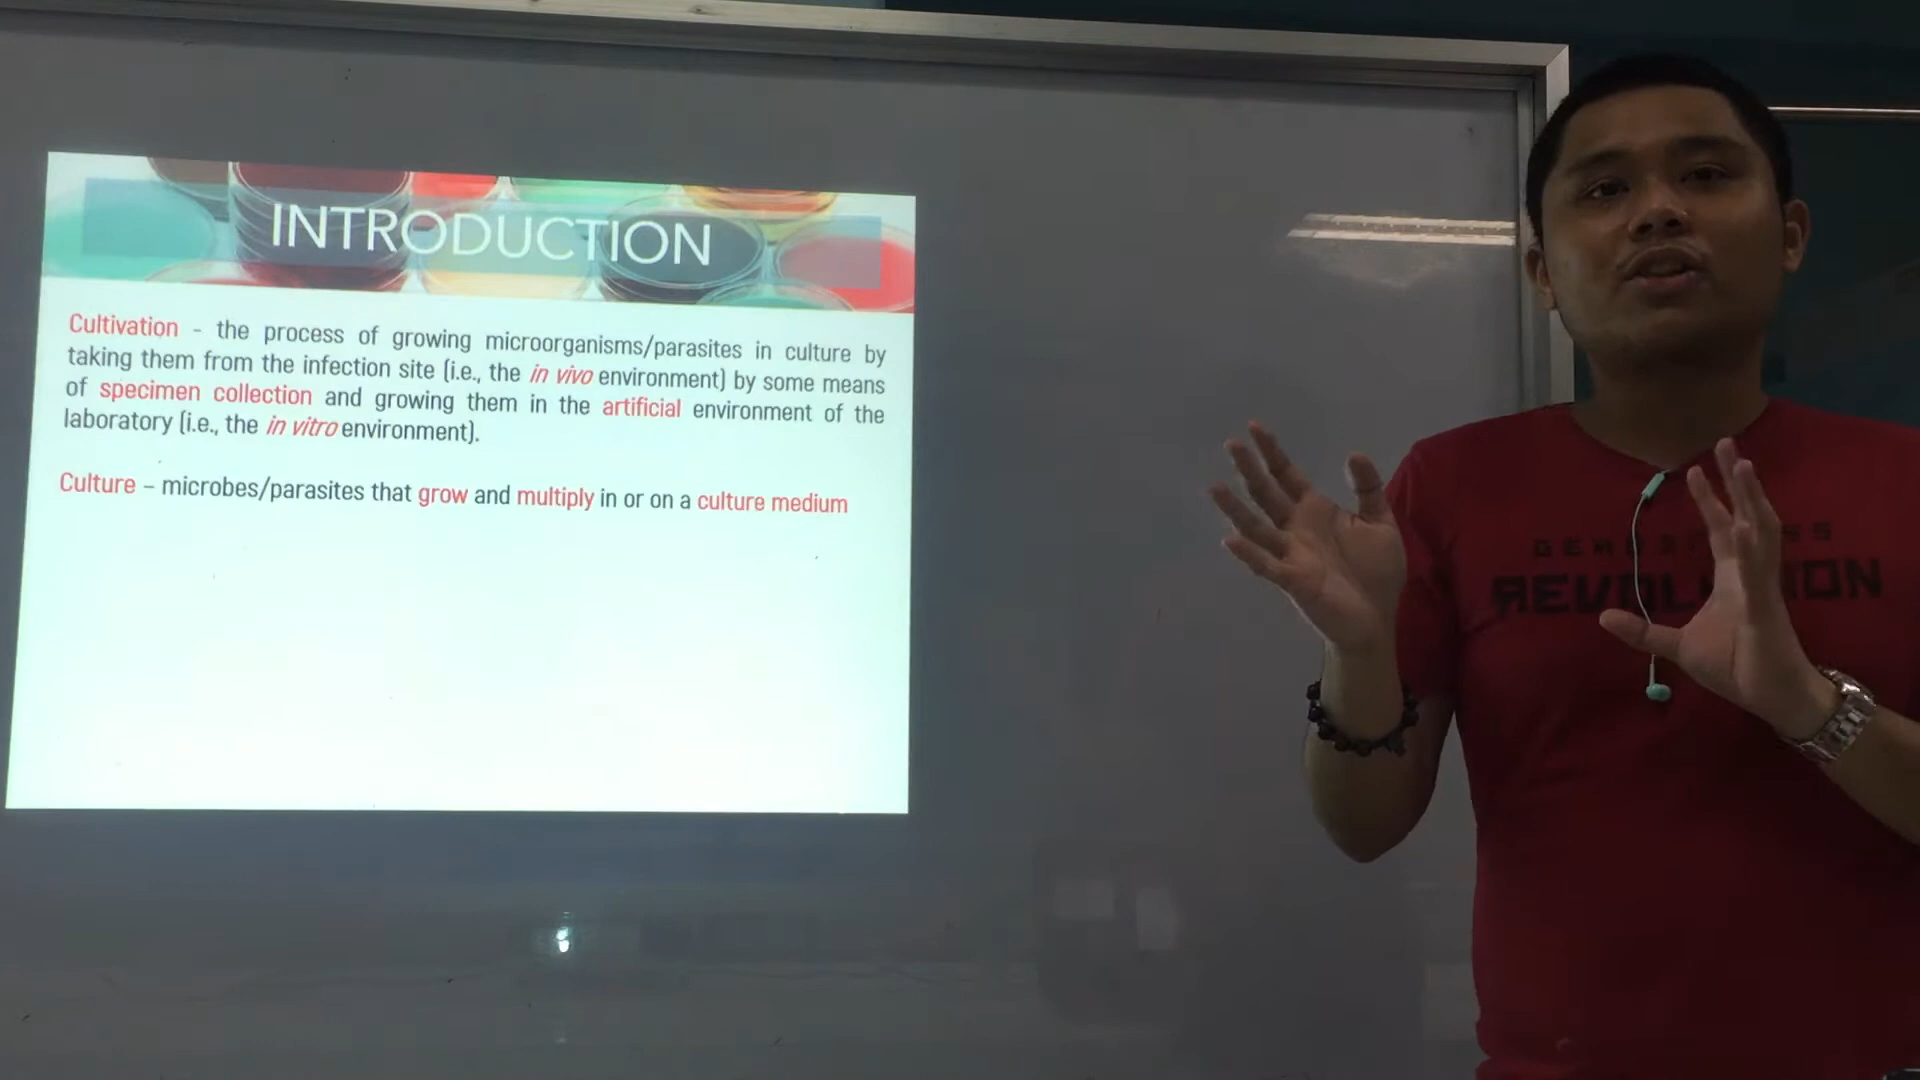 INTRODUCTION
Cultivation - the process of growing microorganisms/parasites in culture by
taking them from the infection site (i.e., the in vivo environment) by some means
of specimen collection and growing them in the artificial environment of the
laboratory (i.e., the in vitro environment).
Culture – microbes/parasites that grow and multiply in or on a culture medium